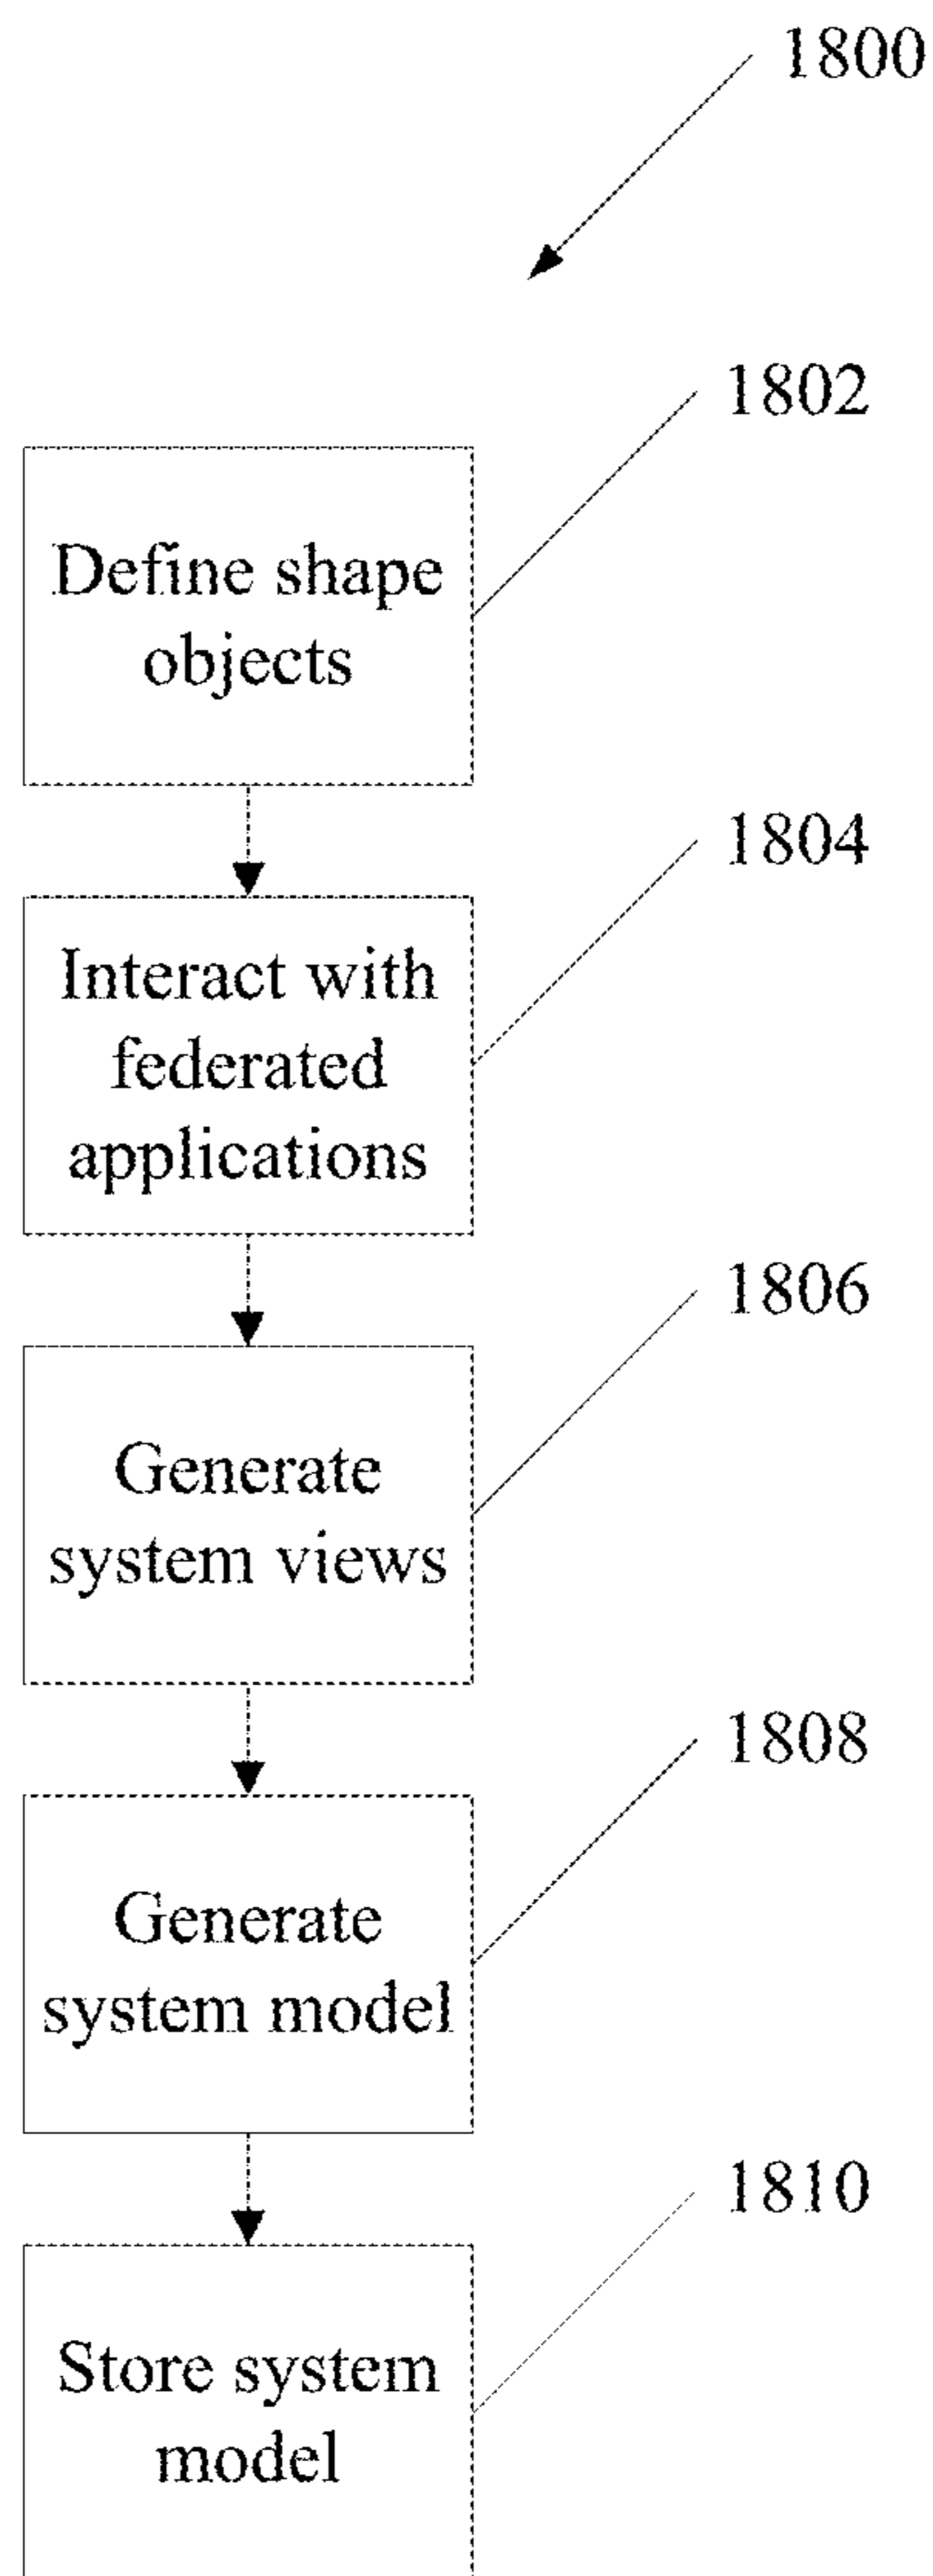 1800
1802
Define shape
objects
1804
Interact with
federated
applications
1806
Generate
system views
1808
Generate
system model
1810
Store system
model